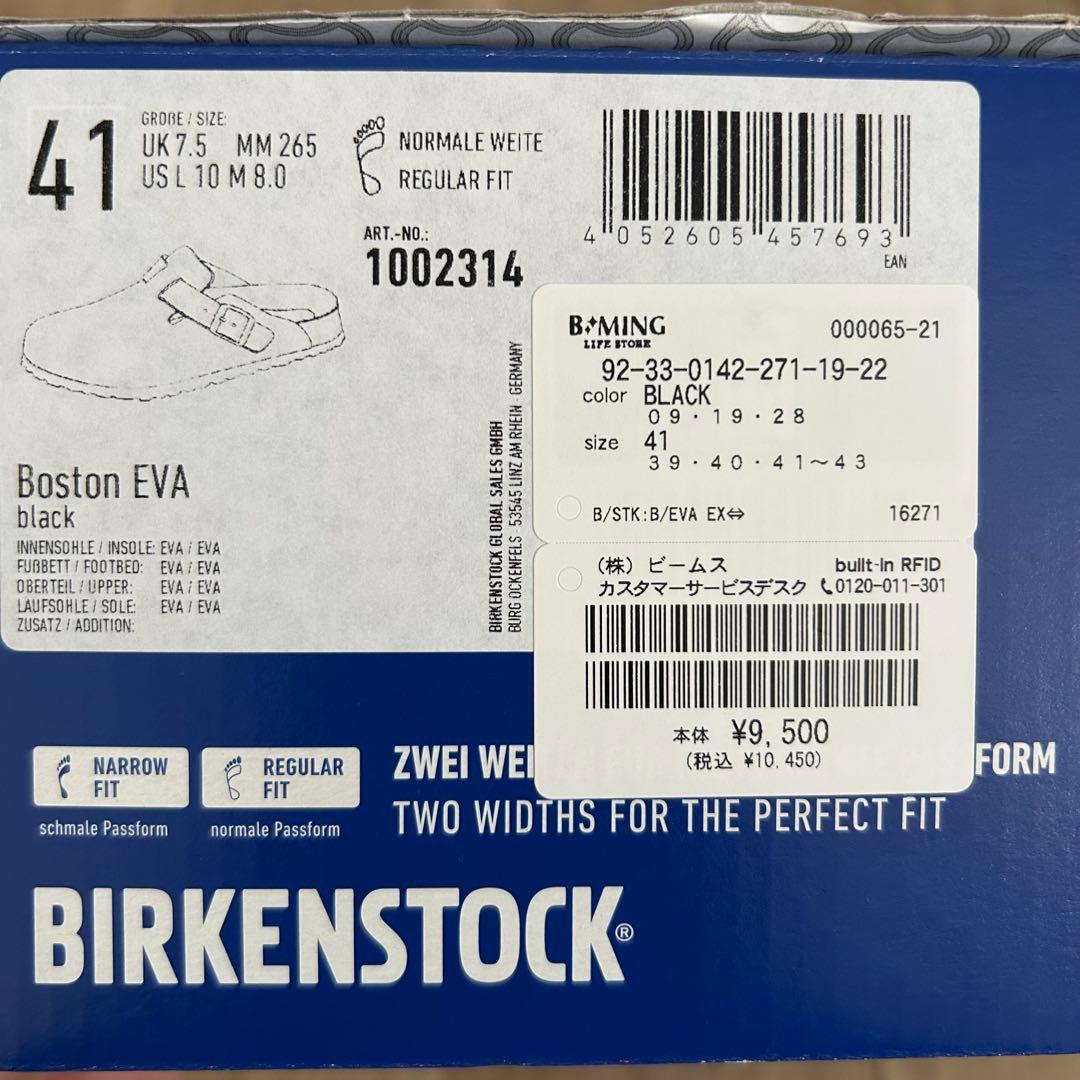 41
GRÖßE / SIZE:
UK 7.5 MM 265
US L 10 M 8.0
NORMALE WEITE
REGULAR FIT
ART.-NO.:
1002314
4 052605 457693
EAN
Boston EVA
black
INNENSOHLE / INSOLE: EVA / EVA
FUßBETT / FOOTBED: EVA / EVA
OBERTEIL / UPPER: EVA / EVA
LAUFSOHLE / SOLE: EVA / EVA
ZUSATZ / ADDITION:
BIRKENSTOCK GLOBAL SALES GMBH
BURG OCKENFELS · 53545 LINZ AM RHEIN · GERMANY
B:MING
LIFE STORE
000065-21
92-33-0142-271-19-22
color BLACK
09・19・28
size 41
39・40・41~43
B/STK:B/EVA EX⇔ 16271
(株) ビームス built-in RFID
カスタマーサービスデスク 0120-011-301
本体 ¥9,500
(税込 ¥10,450)
NARROW
FIT
schmale Passform
REGULAR
FIT
normale Passform
ZWEI FORM
TWO WIDTHS FOR THE PERFECT FIT
BIRKENSTOCK®